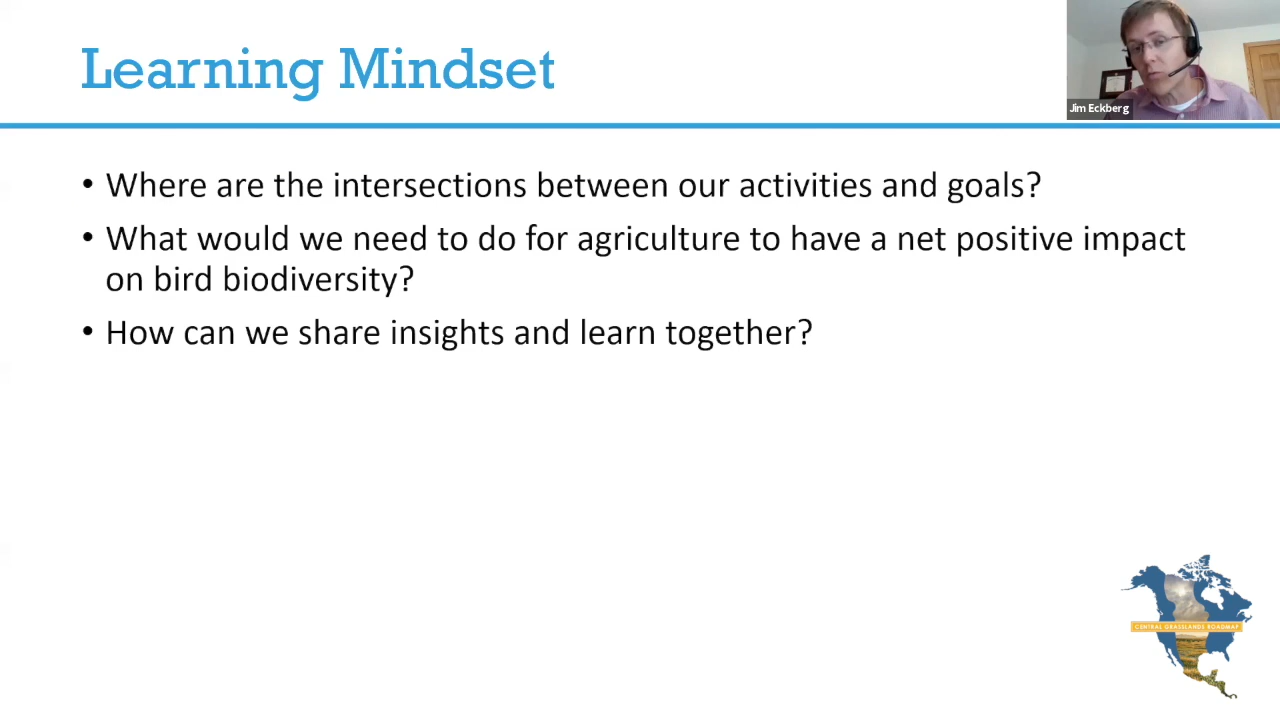 Learning Mindset
Jim Eckberg
• Where are the intersections between our activities and goals?
• What would we need to do for agriculture to have a net positive impact
on bird biodiversity?
• How can we share insights and learn together?
CENTRAL GRASSLANDS ROADMAP